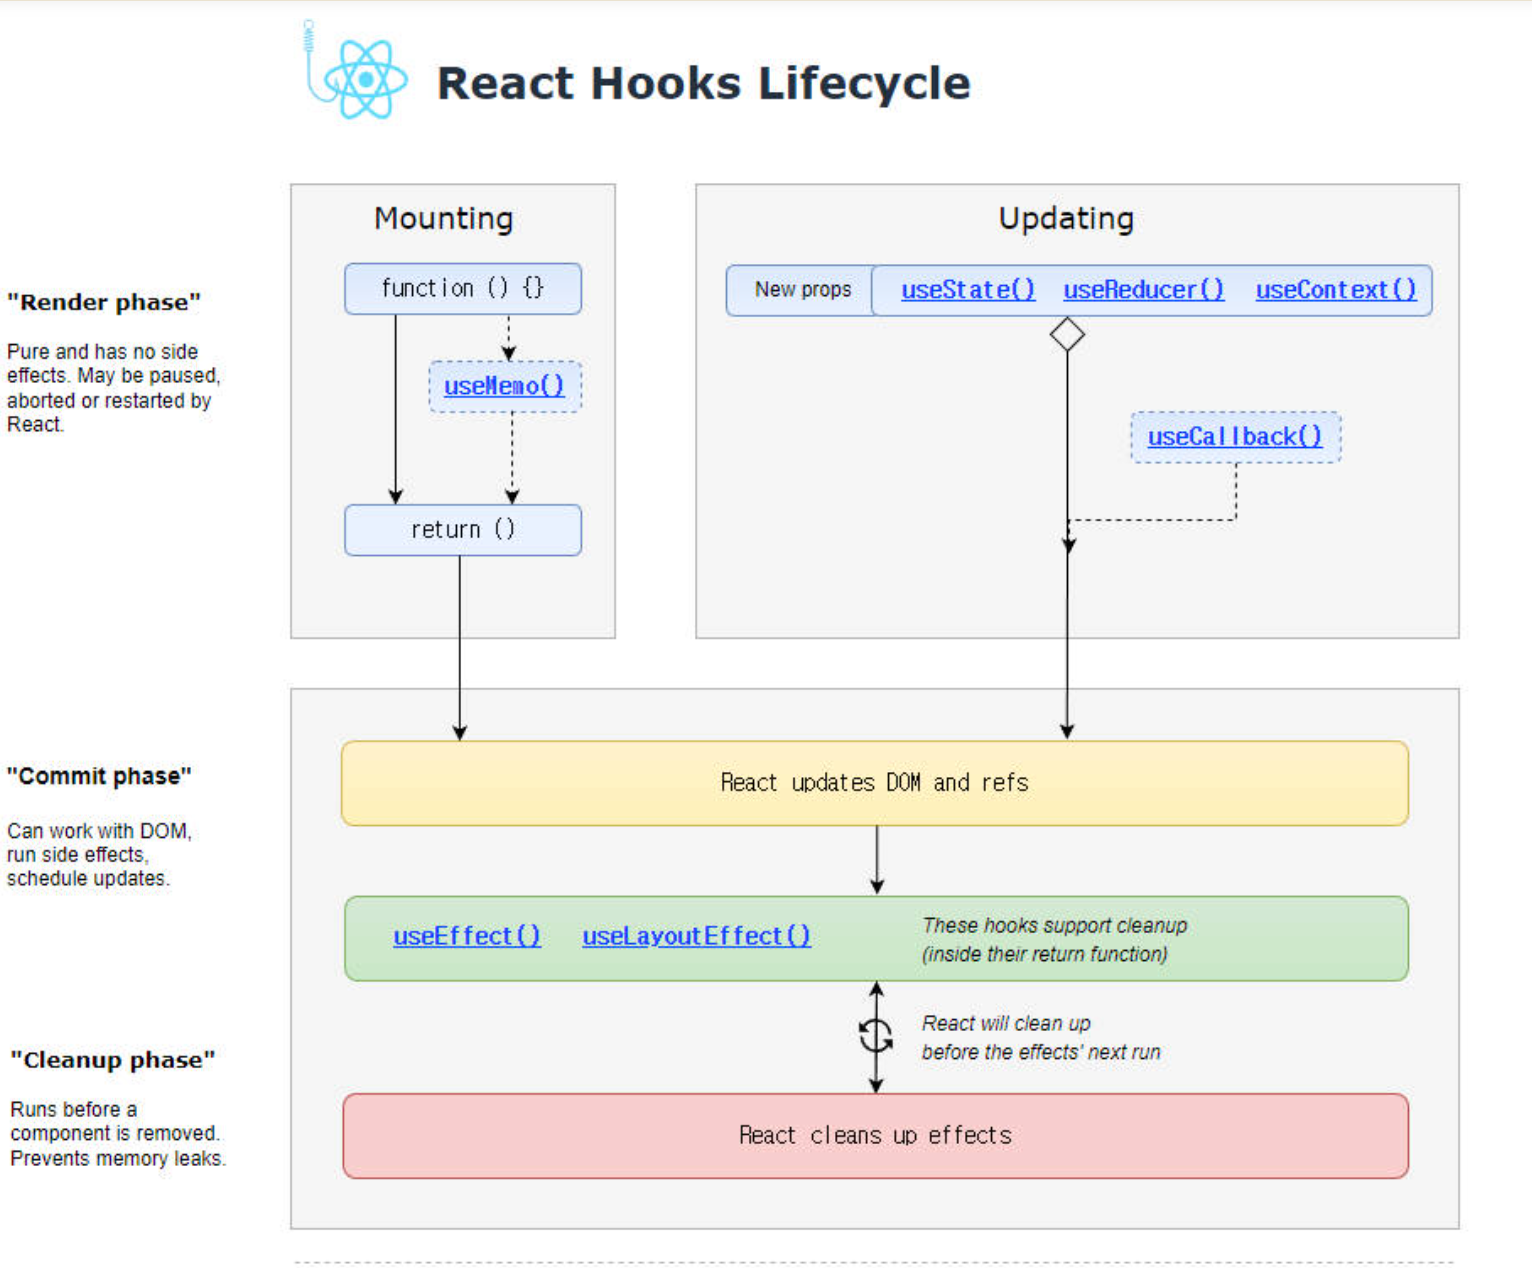 React Hooks Lifecycle
Mounting
Updating
function () {}
New props
useState()
useReducer()
useContext()
"Render phase"
Pure and has no side
effects. May be paused,
aborted or restarted by
React.
useMemo()
useCallback()
return ()
"Commit phase"
Can work with DOM,
run side effects,
schedule updates.
React updates DOM and refs
useEffect()
useLayoutEffect()
These hooks support cleanup
(inside their return function)
React will clean up
before the effects' next run
"Cleanup phase"
Runs before a
component is removed.
Prevents memory leaks.
React cleans up effects